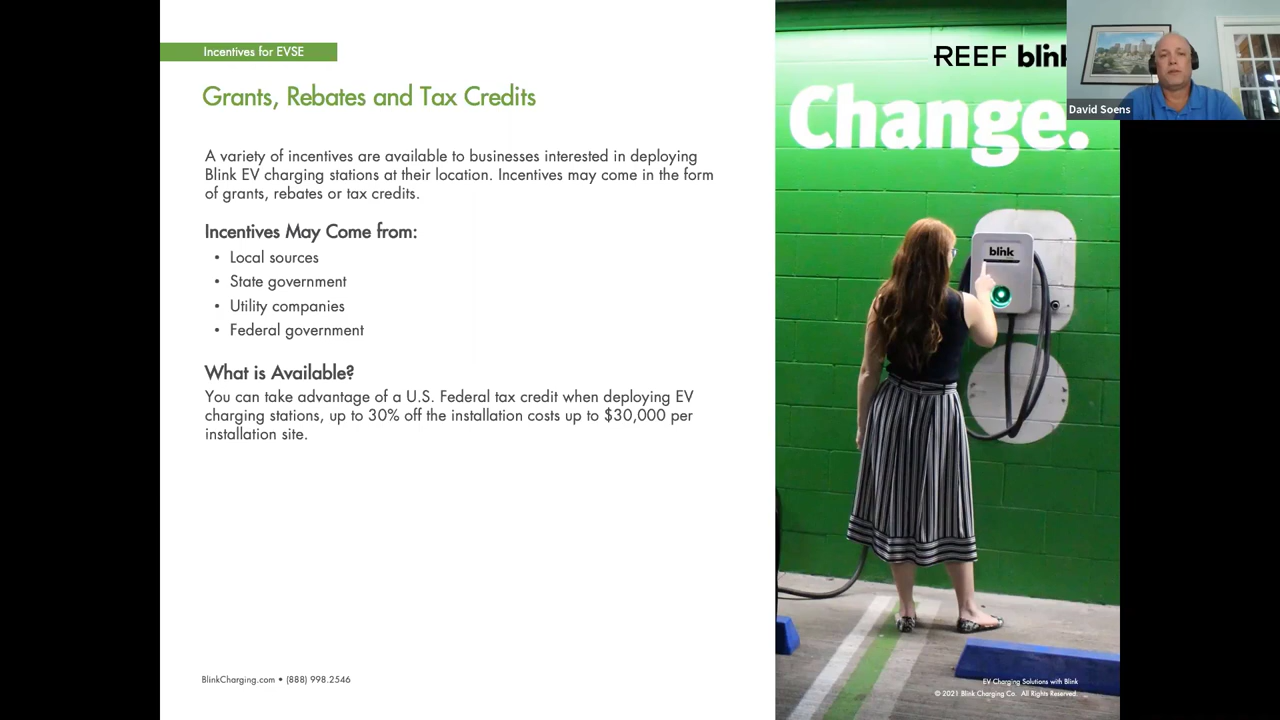 Incentives for EVSE
Grants, Rebates and Tax Credits
A variety of incentives are available to businesses interested in deploying
Blink EV charging stations at their location. Incentives may come in the form
of grants, rebates or tax credits.
Incentives May Come from:
• Local sources
• State government
• Utility companies
• Federal government
What is Available?
You can take advantage of a U.S. Federal tax credit when deploying EV
charging stations, up to 30% off the installation costs up to $30,000 per
installation site.
BlinkCharging.com • (888) 998.2546
REEF blink
Change.
blink
David Soens
EV Charging Solutions with Blink
© 2021 Blink Charging Co. All Rights Reserved.